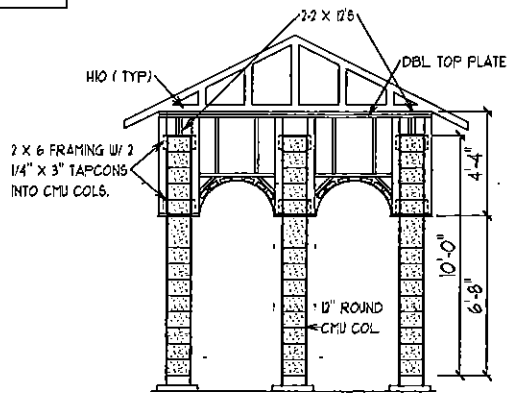 2-2 X 12'S
H10 ( TYP)
DBL TOP PLATE
2 X 6 FRAMING W/ 2
1/4" X 3" TAPCONS
INTO CMU COLS.
4'-4"
10'-0"
6'-8"
12" ROUND
CMU COL